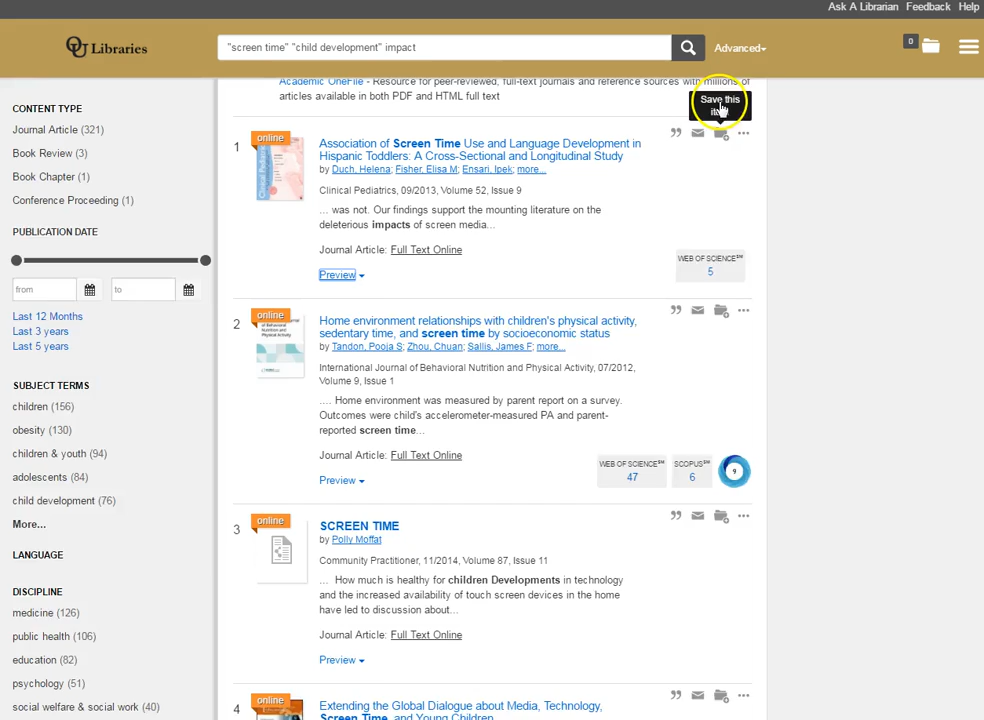 Ask A Librarian Feedback Help
OU Libraries
"screen time" "child development" impact
Advanced
0
CONTENT TYPE
Journal Article (321)
Book Review (3)
Book Chapter (1)
Conference Proceeding (1)
PUBLICATION DATE
from
to
Last 12 Months
Last 3 years
Last 5 years
SUBJECT TERMS
children (156)
obesity (130)
children & youth (94)
adolescents (84)
child development (76)
More...
LANGUAGE
DISCIPLINE
medicine (126)
public health (106)
education (82)
psychology (51)
social welfare & social work (40)
Academic OneFile - Resource for peer-reviewed, full-text journals and reference sources with millions of
articles available in both PDF and HTML full text
Save this
item
1
online
Clinical Pediatrics
Association of Screen Time Use and Language Development in
Hispanic Toddlers: A Cross-Sectional and Longitudinal Study
by Duch, Helena; Fisher, Elisa M; Ensari, Ipek; more...
Clinical Pediatrics, 09/2013, Volume 52, Issue 9
... was not. Our findings support the mounting literature on the
deleterious impacts of screen media...
Journal Article: Full Text Online
Preview
WEB OF SCIENCE℠
5
2
online
of Behavioral Nutrition and
Physical Activity
Home environment relationships with children's physical activity,
sedentary time, and screen time by socioeconomic status
by Tandon, Pooja S; Zhou, Chuan; Sallis, James F; more...
International Journal of Behavioral Nutrition and Physical Activity, 07/2012,
Volume 9, Issue 1
.... Home environment was measured by parent report on a survey.
Outcomes were child's accelerometer-measured PA and parent-
reported screen time...
Journal Article: Full Text Online
Preview
WEB OF SCIENCE℠
47
SCOPUS℠
6
9
3
online
SCREEN TIME
by Polly Moffat
Community Practitioner, 11/2014, Volume 87, Issue 11
... How much is healthy for children Developments in technology
and the increased availability of touch screen devices in the home
have led to discussion about...
Journal Article: Full Text Online
Preview
4
online
Extending the Global Dialogue about Media, Technology,
Screen Time, and Young Children